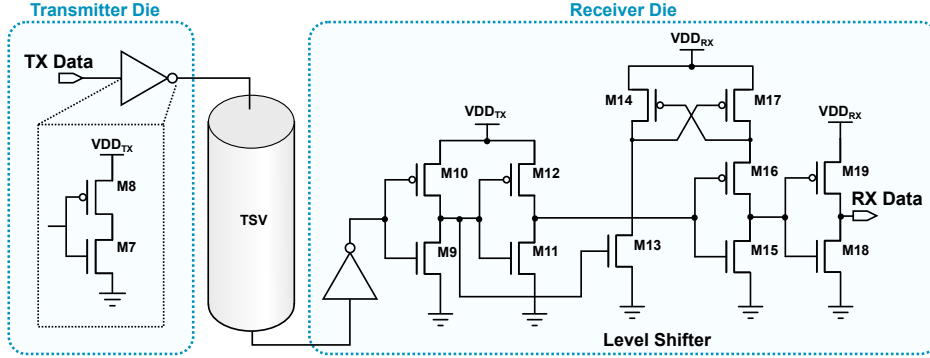 Transmitter Die
Receiver Die
TX Data
VDDTX
M8
M7
TSV
VDDTX
M10
M12
M9
M11
VDDRX
M14
M17
M13
M16
M15
VDDRX
M19
M18
RX Data
Level Shifter